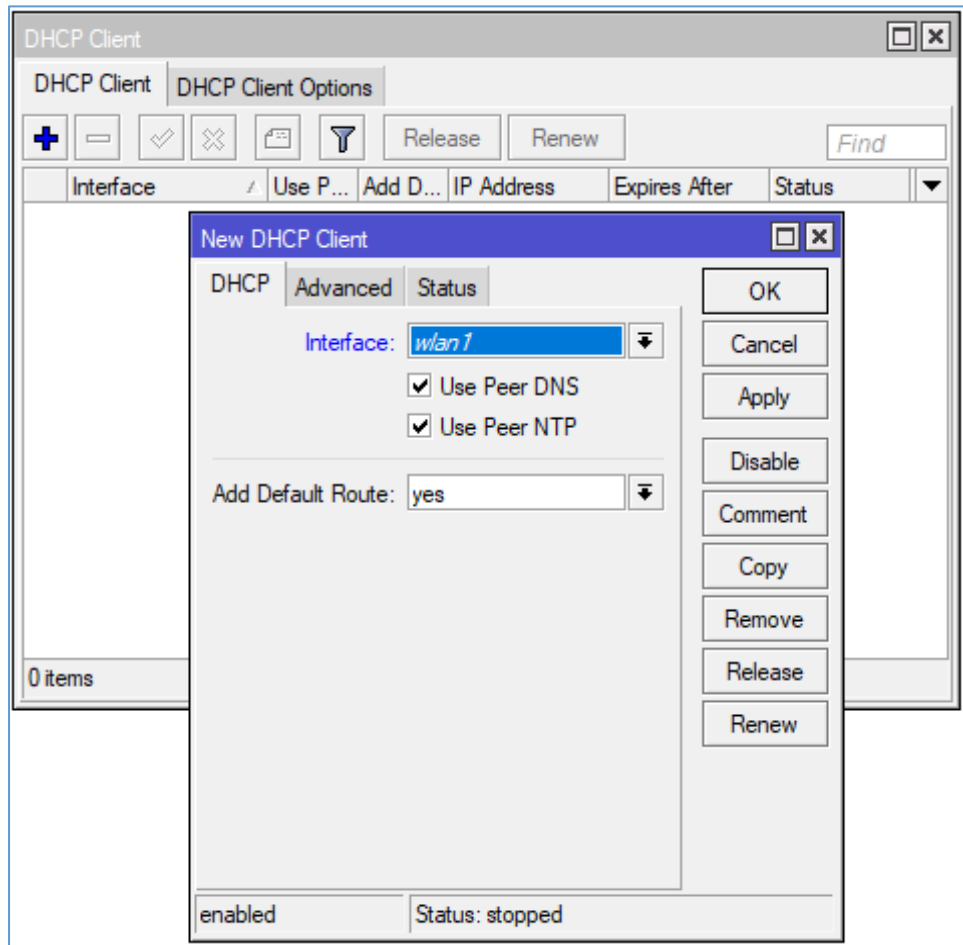 DHCP Client
DHCP Client DHCP Client Options
Release Renew Find
Interface Use P... Add D... IP Address Expires After Status
New DHCP Client
DHCP Advanced Status
OK
Interface: wlan1
Cancel
Use Peer DNS
Apply
Use Peer NTP
Disable
Add Default Route: yes
Comment
Copy
Remove
Release
0 items
Renew
enabled Status: stopped